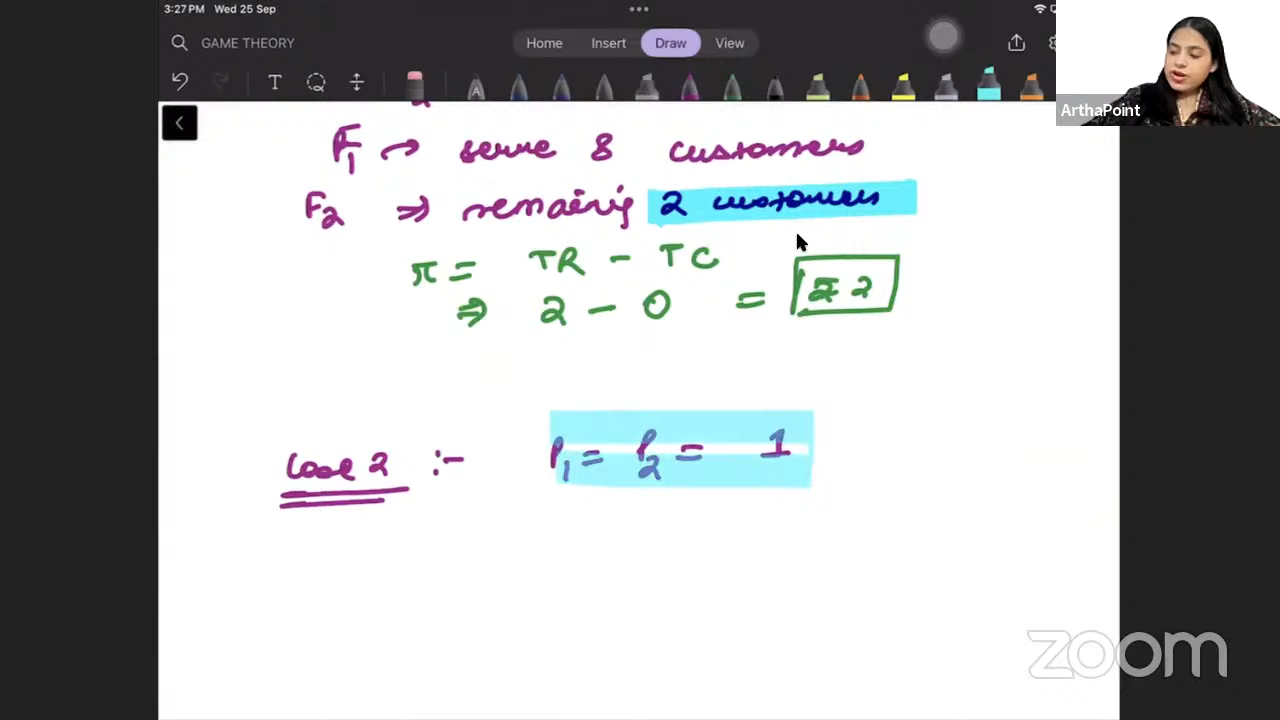 3:27 PM Wed 25 Sep
GAME THEORY
Home Insert Draw View
ArthaPoint
F1 → serve 8 customers
F2 ⇒ remaining 2 customers
π = TR - TC
⇒ 2 - 0 = 2
Case 2 :- P1 = P2 = 1
zoom